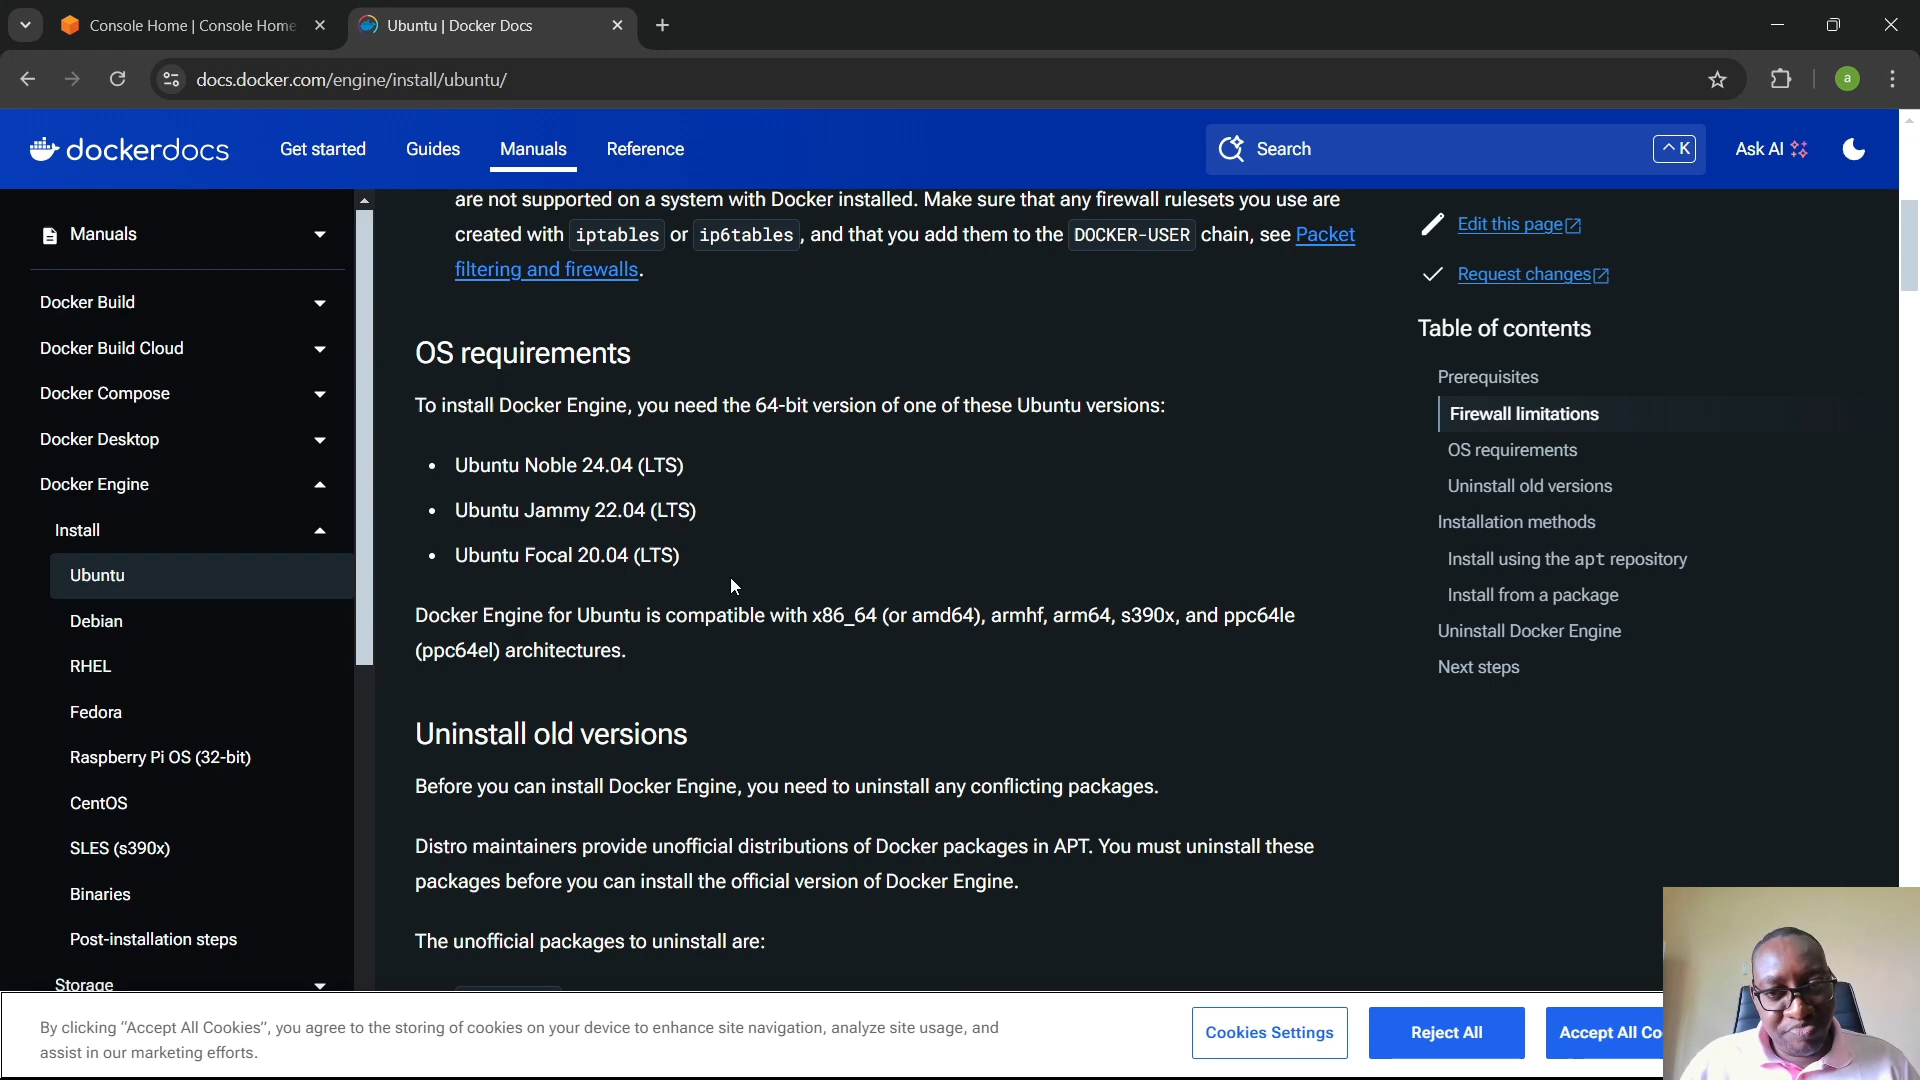 Console Home | Console Home
Ubuntu | Docker Docs
docs.docker.com/engine/install/ubuntu/
a
dockerdocs
Get started
Guides
Manuals
Reference
Search
^ K
Ask AI
Manuals
Docker Build
Docker Build Cloud
Docker Compose
Docker Desktop
Docker Engine
Install
Ubuntu
Debian
RHEL
Fedora
Raspberry Pi OS (32-bit)
CentOS
SLES (s390x)
Binaries
Post-installation steps
Storage
are not supported on a system with Docker installed. Make sure that any firewall rulesets you use are
created with iptables or ip6tables, and that you add them to the DOCKER-USER chain, see Packet
filtering and firewalls.
OS requirements
To install Docker Engine, you need the 64-bit version of one of these Ubuntu versions:
• Ubuntu Noble 24.04 (LTS)
• Ubuntu Jammy 22.04 (LTS)
• Ubuntu Focal 20.04 (LTS)
Docker Engine for Ubuntu is compatible with x86_64 (or amd64), armhf, arm64, s390x, and ppc64le
(ppc64el) architectures.
Uninstall old versions
Before you can install Docker Engine, you need to uninstall any conflicting packages.
Distro maintainers provide unofficial distributions of Docker packages in APT. You must uninstall these
packages before you can install the official version of Docker Engine.
The unofficial packages to uninstall are:
Edit this page
Request changes
Table of contents
Prerequisites
Firewall limitations
OS requirements
Uninstall old versions
Installation methods
Install using the apt repository
Install from a package
Uninstall Docker Engine
Next steps
By clicking “Accept All Cookies”, you agree to the storing of cookies on your device to enhance site navigation, analyze site usage, and
assist in our marketing efforts.
Cookies Settings
Reject All
Accept All Co